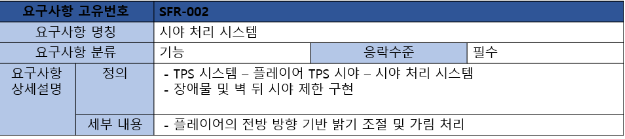 요구사항 고유번호 SFR-002
요구사항 명칭 시야 처리 시스템
요구사항 분류 기능 응락수준 필수
요구사항 상세설명 정의 - TPS 시스템 – 플레이어 TPS 시야 – 시야 처리 시스템
- 장애물 및 벽 뒤 시야 제한 구현
세부 내용 - 플레이어의 전방 방향 기반 밝기 조절 및 가림 처리